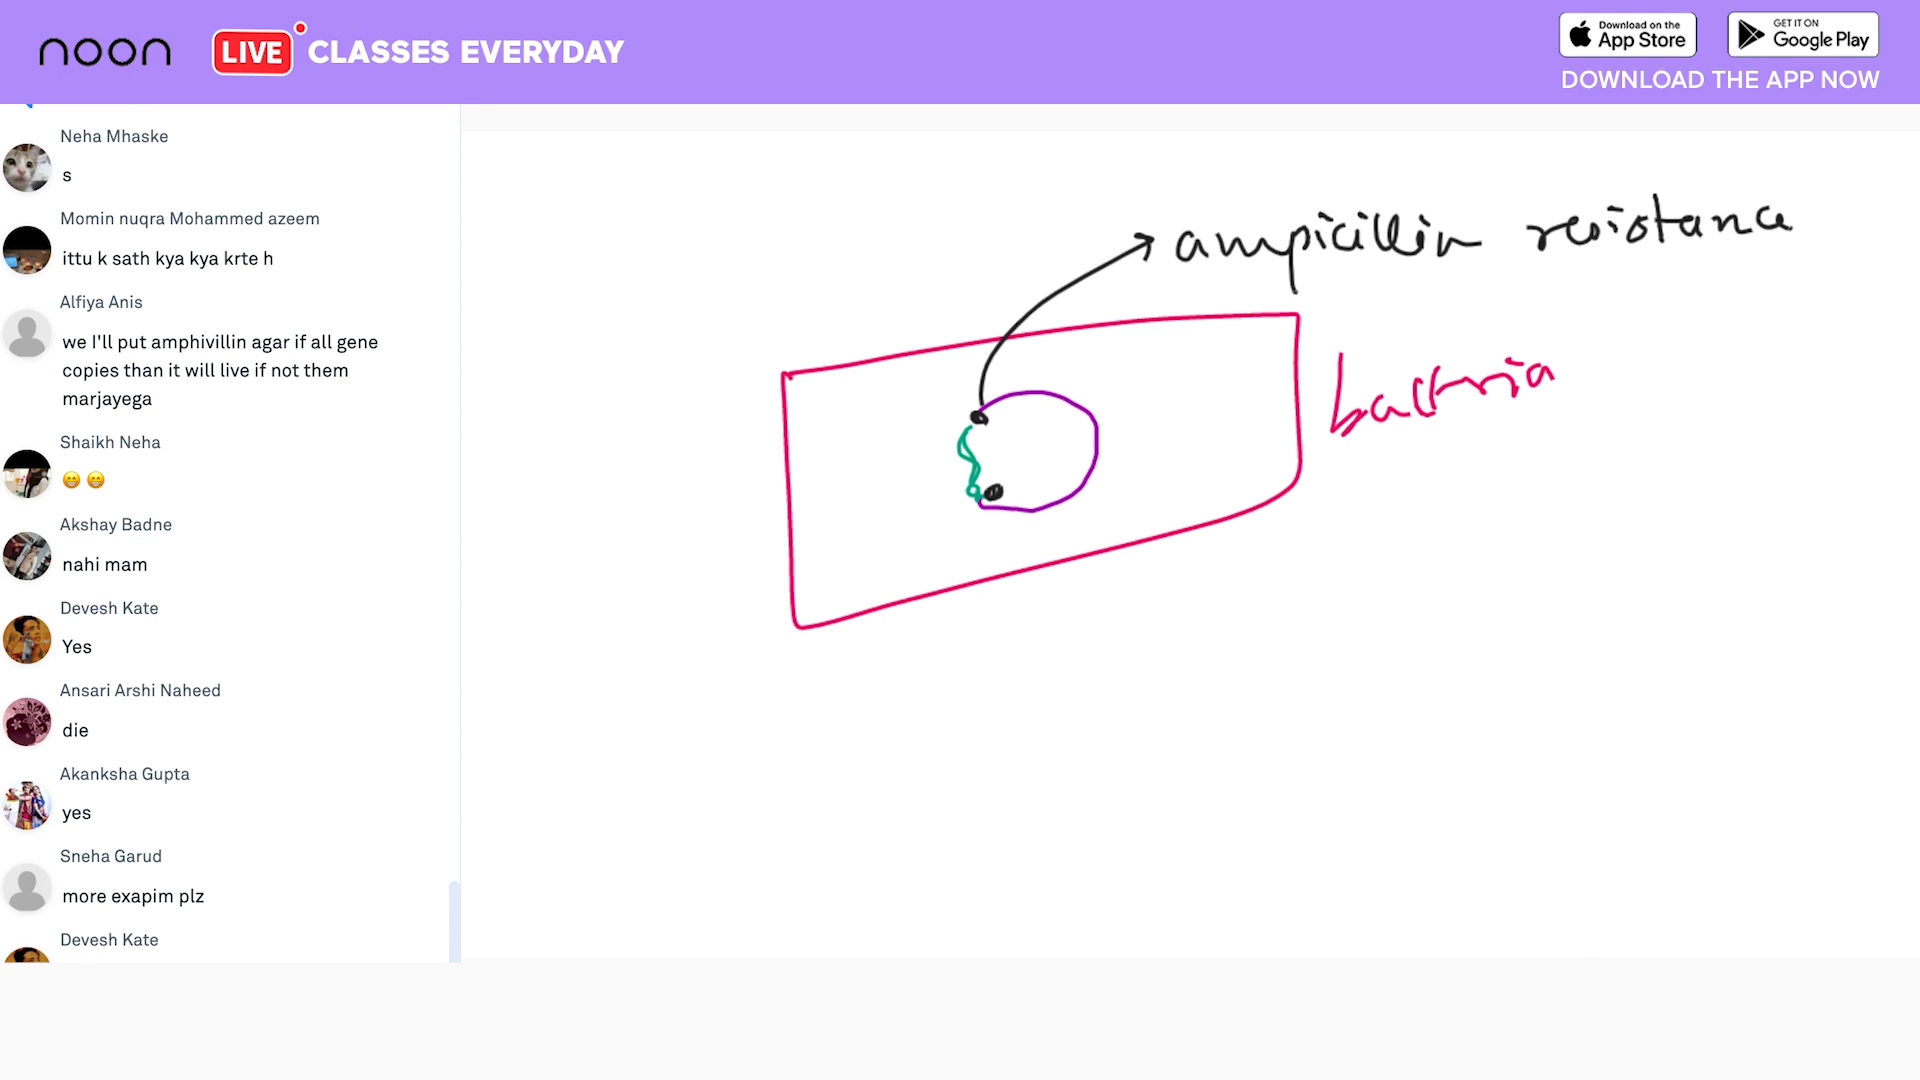 noon LIVE CLASSES EVERYDAY
Download on the App Store
GET IT ON Google Play
DOWNLOAD THE APP NOW
Neha Mhaske
s
Momin nuqra Mohammed azeem
ittu k sath kya kya krte h
Alfiya Anis
we I'll put amphivillin agar if all gene
copies than it will live if not them
marjayega
Shaikh Neha
😁 😁
Akshay Badne
nahi mam
Devesh Kate
Yes
Ansari Arshi Naheed
die
Akanksha Gupta
yes
Sneha Garud
more exapim plz
Devesh Kate
ampicillin resistance
bacteria